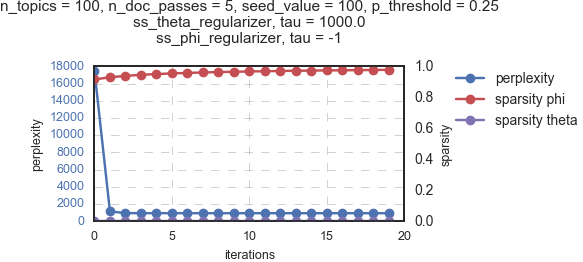 n_topics = 100, n_doc_passes = 5, seed_value = 100, p_threshold = 0.25
ss_theta_regularizer, tau = 1000.0
ss_phi_regularizer, tau = -1
18000
16000
14000
12000
10000
8000
6000
4000
2000
0
perplexity
1.0
0.8
0.6
0.4
0.2
0.0
sparsity
0 5 10 15 20
iterations
perplexity
sparsity phi
sparsity theta